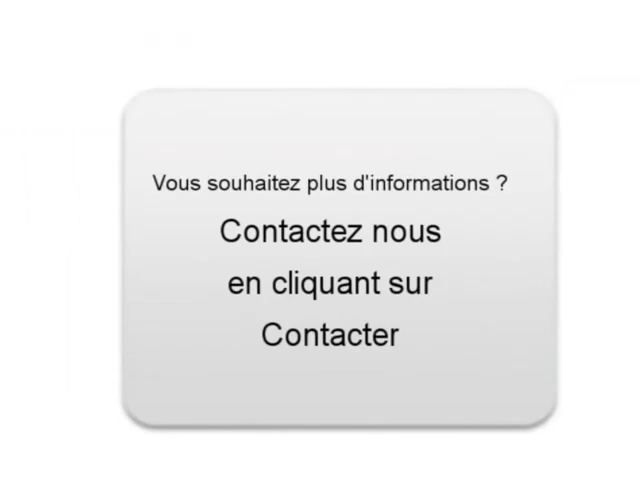 Vous souhaitez plus d'informations ?
Contactez nous
en cliquant sur
Contacter